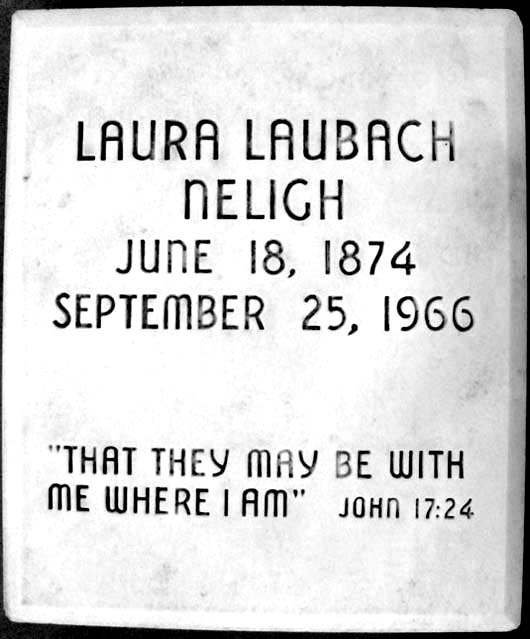 LAURA LAUBACH
NELIGH
JUNE 18, 1874
SEPTEMBER 25, 1966
"THAT THEY MAY BE WITH
ME WHERE I AM" JOHN 17:24